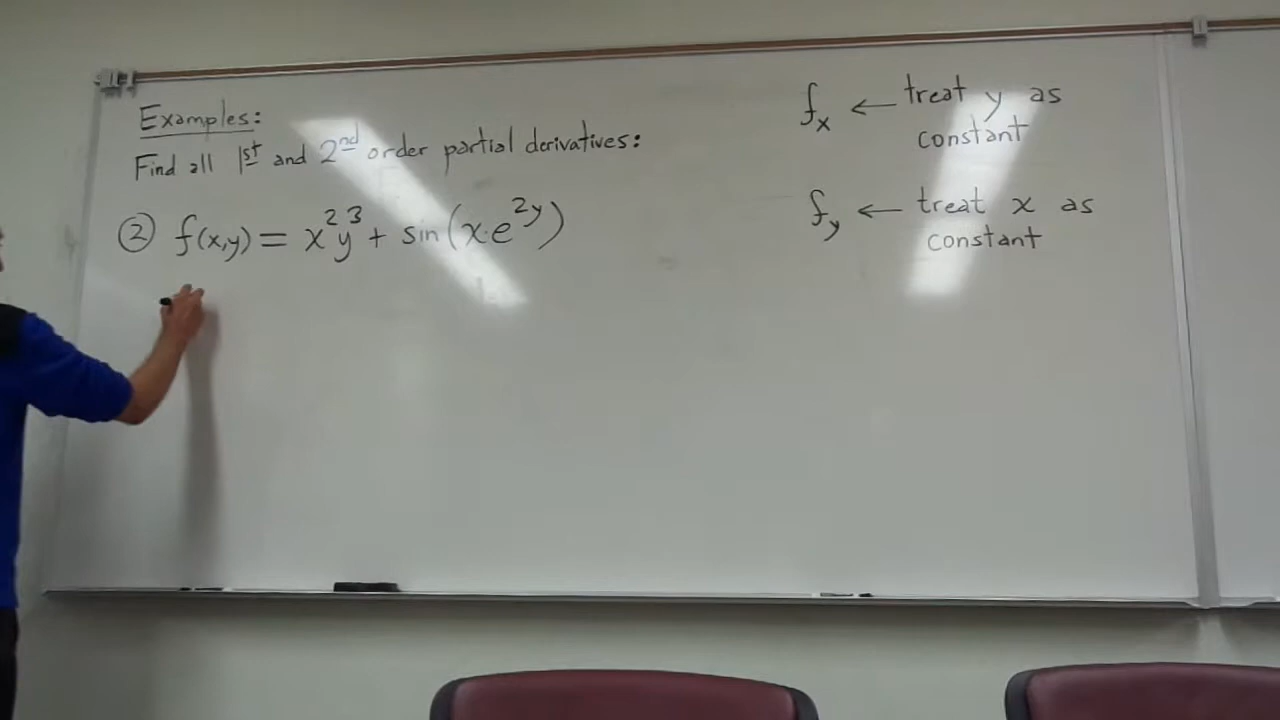 Examples:
Find all 1st and 2nd order partial derivatives:
② f(x,y) = x²y³ + sin(x·e^{2y})
f_x ← treat y as
constant
f_y ← treat x as
constant